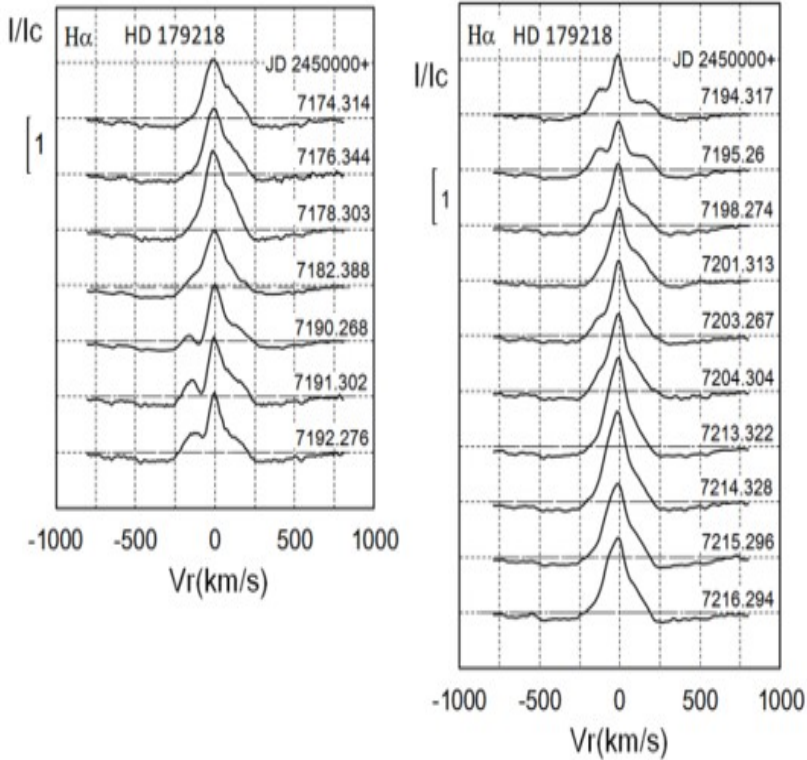 I/Ic
Hα HD 179218
JD 2450000+
7174.314
1
7176.344
7178.303
7182.388
7190.268
7191.302
7192.276
-1000 -500 0 500 1000
Vr(km/s)
I/Ic
Hα HD 179218
JD 2450000+
7194.317
7195.26
1
7198.274
7201.313
7203.267
7204.304
7213.322
7214.328
7215.296
7216.294
-1000 -500 0 500 1000
Vr(km/s)